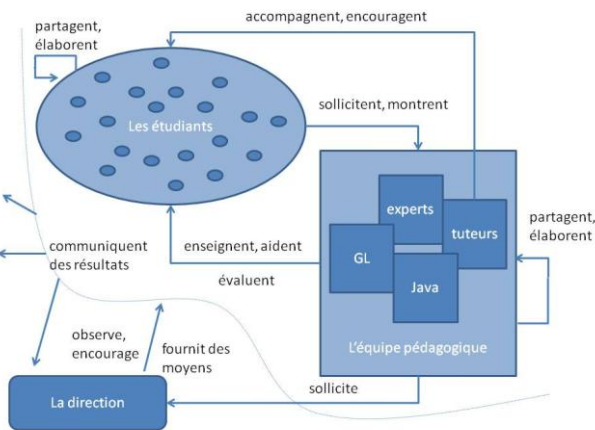 accompagnent, encouragent
partagent,
élaborent
Les étudiants
sollicitent, montrent
experts
tuteurs
GL
Java
L'équipe pédagogique
partagent,
élaborent
communiquent
des résultats
enseignent, aident
évaluent
observe,
encourage
fournit des
moyens
sollicite
La direction